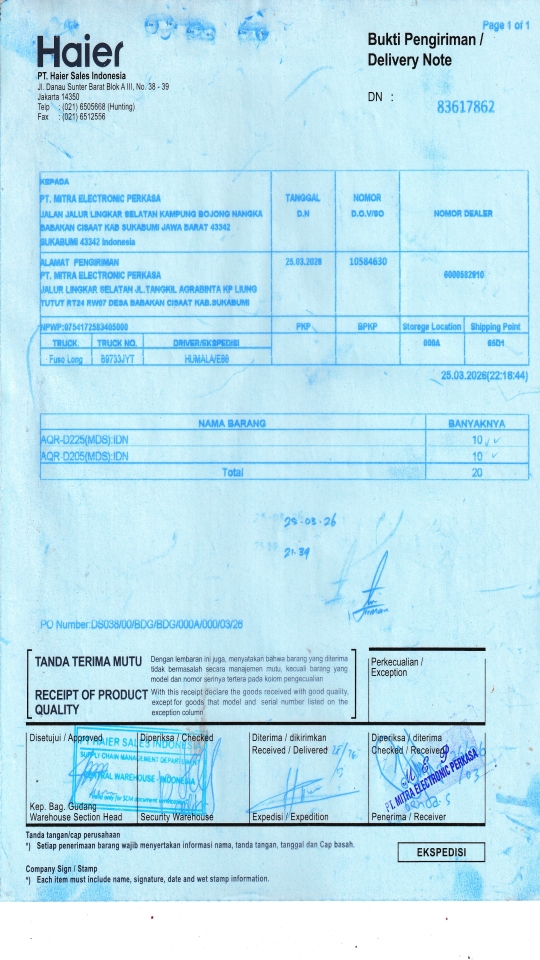 Page 1 of 1
Haier
Bukti Pengiriman /
Delivery Note
PT. Haier Sales Indonesia
Jl. Danau Sunter Barat Blok A III, No. 38 - 39
Jakarta 14350
Telp : (021) 6505868 (Hunting)
Fax : (021) 6512556
DN :
83617862
KEPADA
PT. MITRA ELECTRONIC PERKASA
JALAN JALUR LINGKAR SELATAN KAMPUNG BOJONG NANGKA
BABAKAN CISAAT KAB SUKABUMI JAWA BARAT 43342
SUKABUMI 43342 Indonesia
TANGGAL
D.N
NOMOR
D.O.V/SO
NOMOR DEALER
ALAMAT PENGIRIMAN
PT. MITRA ELECTRONIC PERKASA
JALUR LINGKAR SELATAN JL.TANGKIL AGRABINTA KP LIUNG
TUTUT RT24 RW07 DESA BABAKAN CISAAT KAB.SUKABUMI
25.03.2026
10584630
6000582910
NPWP:0754172583405000
PKP
BPKP
Storege Location
Shipping Point
TRUCK.
TRUCK NO.
DRIVER/EKSPEDISI
000A
65D1
Fuso Long
B9733JYT
HUMALA/E66
25.03.2026(22:18:44)
NAMA BARANG BANYAKNYA
AQR-D225(MDS):IDN 10
AQR-D205(MDS):IDN 10
Total 20
25-03-26
21.39
PO Number:DS038/00/BDG/BDG/000A/000/03/26
TANDA TERIMA MUTU
Dengan lembaran ini juga, menyatakan bahwa barang yang diterima
tidak bermasalah secara manajemen mutu, kecuali barang yang
model dan nomor serinya tertera pada kolom pengecualian
RECEIPT OF PRODUCT
QUALITY
With this receipt declare the goods received with good quality,
except for goods that model and serial number listed on the
exception column
Perkecualian /
Exception
Disetujui / Approved
Diperiksa / Checked
Diterima / dikirimkan
Received / Delivered
Diperiksa / diterima
Checked / Received
HAIER SALES INDONESIA
SUPPLY CHAIN MANAGEMENT DEPARTMENT
CENTRAL WAREHOUSE - INDONESIA
M E P
PT. MITRA ELECTRONIC PERKASA
Kep. Bag. Gudang
Warehouse Section Head
Security Warehouse
Expedisi / Expedition
Penerima / Receiver
Tanda tangan/cap perusahaan
*) Setiap penerimaan barang wajib menyertakan informasi nama, tanda tangan, tanggal dan Cap basah.
EKSPEDISI
Company Sign / Stamp
*) Each item must include name, signature, date and wet stamp information.